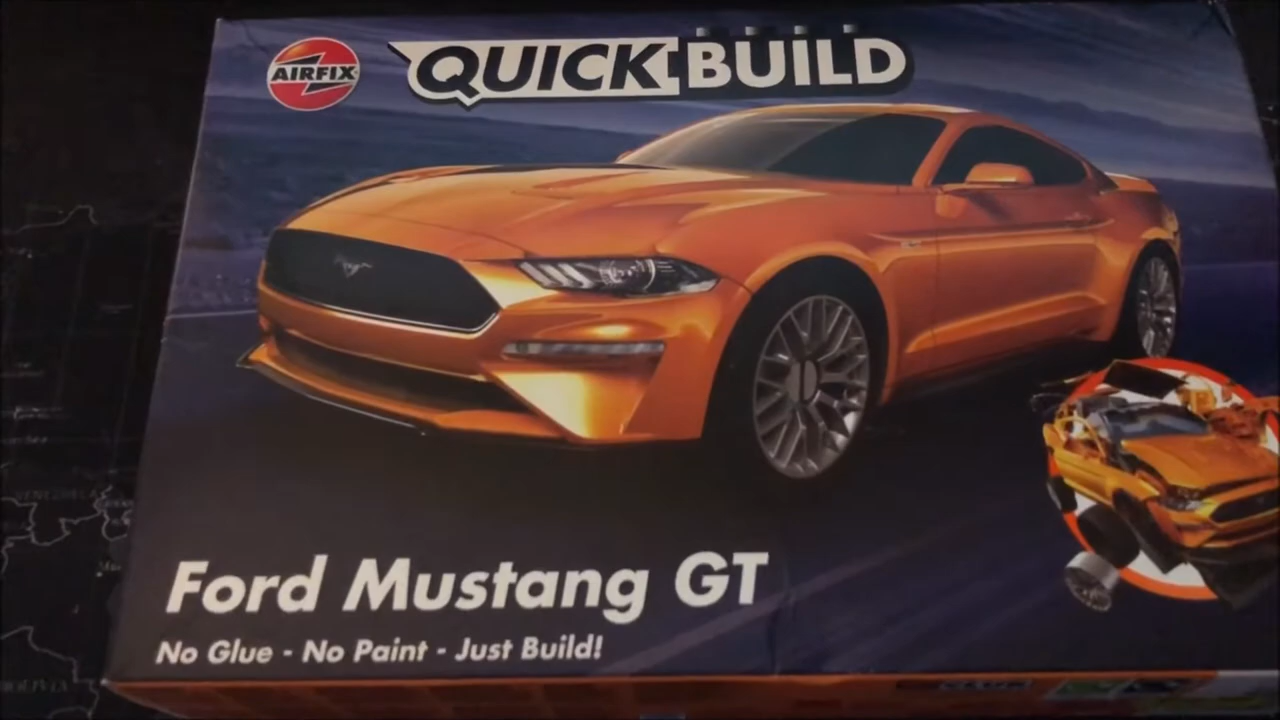 AIRFIX
QUICK BUILD
Ford Mustang GT
No Glue - No Paint - Just Build!